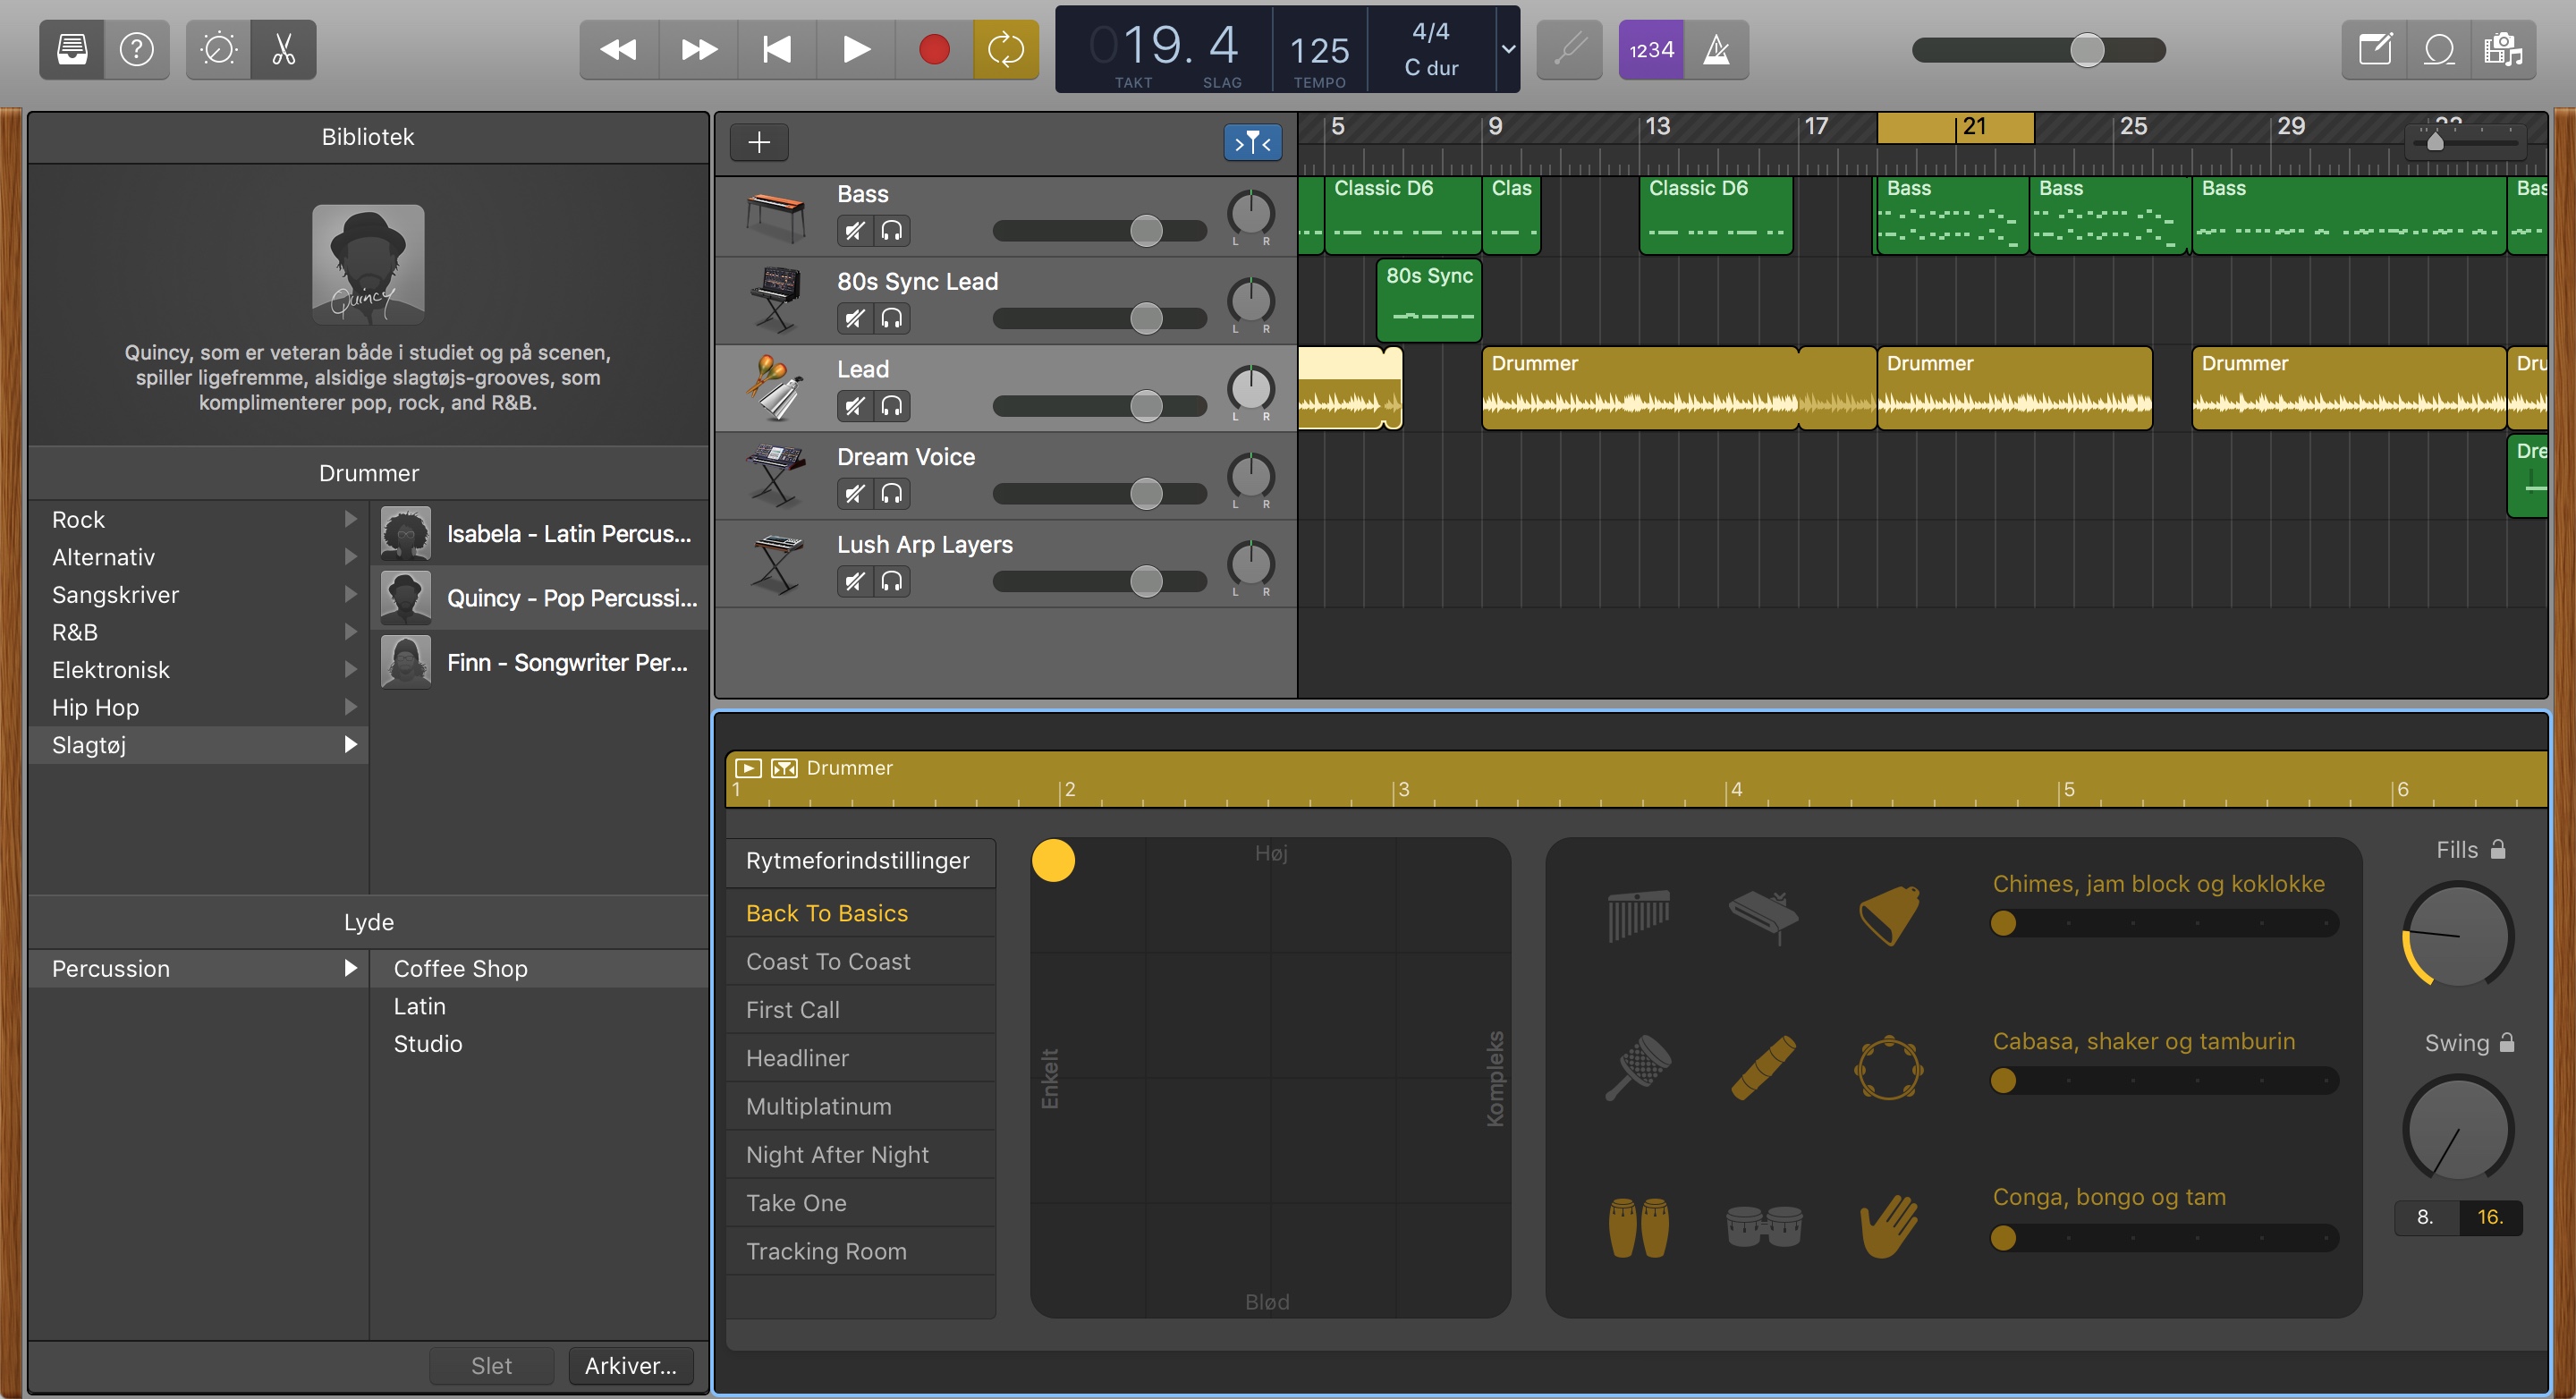 019. 4
125
4/4
C dur
TAKT
SLAG
TEMPO
1234
Bibliotek
Quincy
Quincy, som er veteran både i studiet og på scenen,
spiller ligefremme, alsidige slagtøjs-grooves, som
komplimenterer pop, rock, and R&B.
Drummer
Rock
Alternativ
Sangskriver
R&B
Elektronisk
Hip Hop
Slagtøj
Isabela - Latin Percus...
Quincy - Pop Percussi...
Finn - Songwriter Per...
Lyde
Percussion
Coffee Shop
Latin
Studio
Slet
Arkiver...
5 9 13 17 21 25 29
Bass
L R
Classic D6
Clas
Classic D6
Bass
Bass
Bass
Bas
80s Sync Lead
L R
80s Sync
Lead
L R
Drummer
Drummer
Drummer
Dru
Dream Voice
L R
Dre
Lush Arp Layers
L R
Drummer
1 2 3 4 5 6
Rytmeforindstillinger
Back To Basics
Coast To Coast
First Call
Headliner
Multiplatinum
Night After Night
Take One
Tracking Room
Høj
Enkelt
Kompleks
Blød
Chimes, jam block og koklokke
Cabasa, shaker og tamburin
Conga, bongo og tam
Fills
Swing
8.
16.